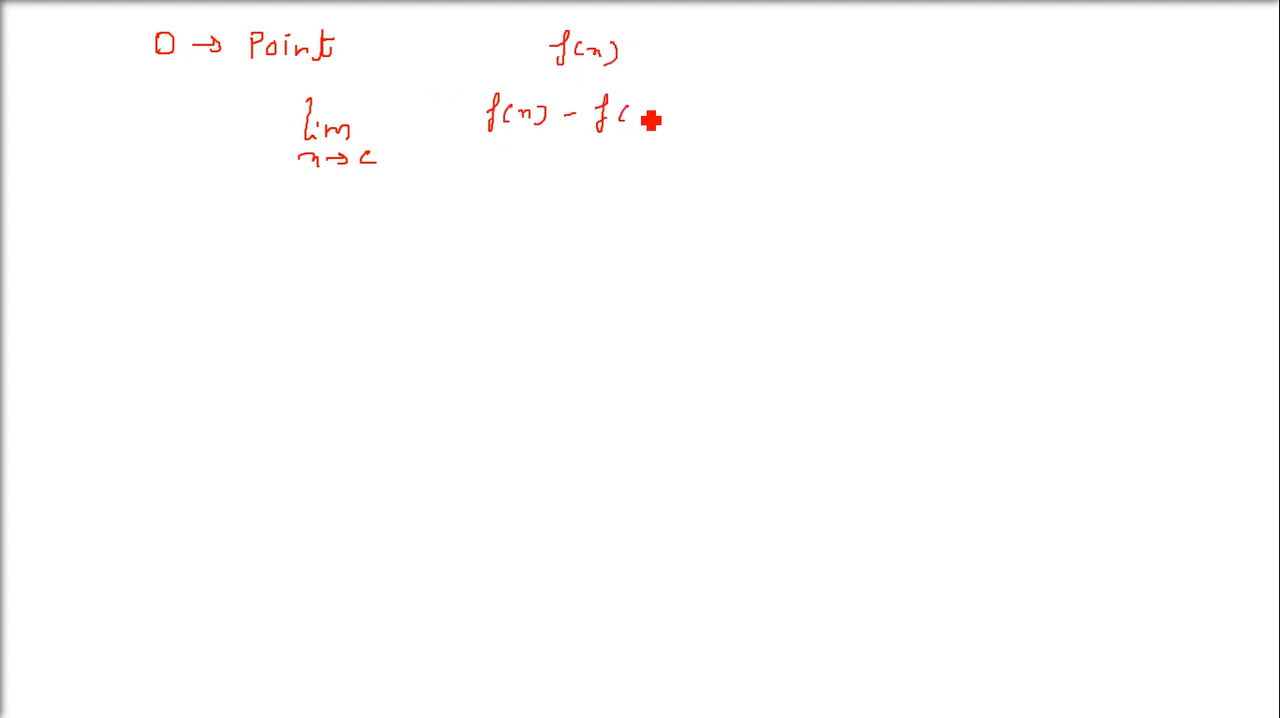 D → Point f(x)
lim f(x) - f(
x → c